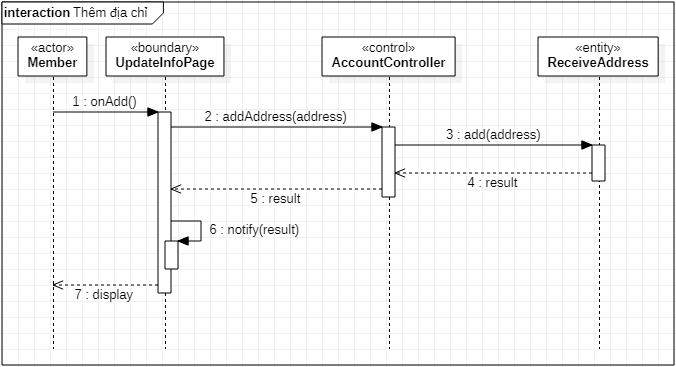 interaction Thêm địa chỉ
«actor»
Member
«boundary»
UpdateInfoPage
«control»
AccountController
«entity»
ReceiveAddress
1 : onAdd()
2 : addAddress(address)
3 : add(address)
4 : result
5 : result
6 : notify(result)
7 : display